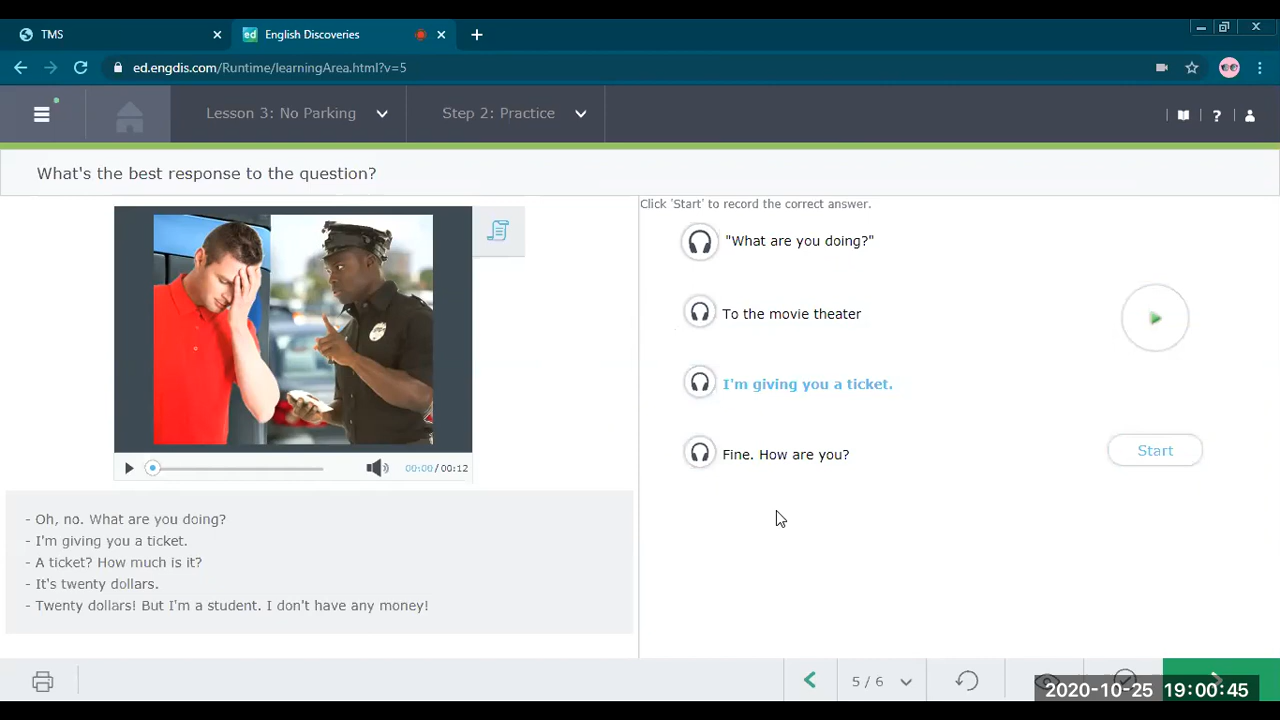 TMS
ed English Discoveries
ed.engdis.com/Runtime/learningArea.html?v=5
Lesson 3: No Parking
Step 2: Practice
?
What's the best response to the question?
Click 'Start' to record the correct answer.
"What are you doing?"
To the movie theater
I'm giving you a ticket.
Fine. How are you?
Start
00:00/00:12
- Oh, no. What are you doing?
- I'm giving you a ticket.
- A ticket? How much is it?
- It's twenty dollars.
- Twenty dollars! But I'm a student. I don't have any money!
5 / 6
2020-10-25 19:00:45